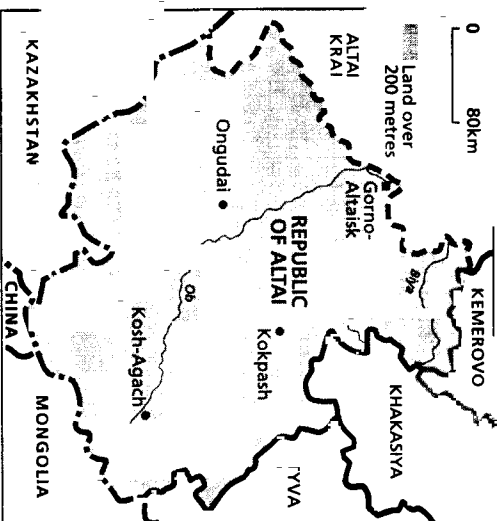 0
80km
Land over
200 metres
ALTAI
KRAI
KEMEROVO
Biya
Gorno-
Altaisk
KHAKASIYA
REPUBLIC
OF ALTAI
Kokpash
YVA
Ongudai
Ob
Kosh-Agach
KAZAKHSTAN
CHINA
MONGOLIA